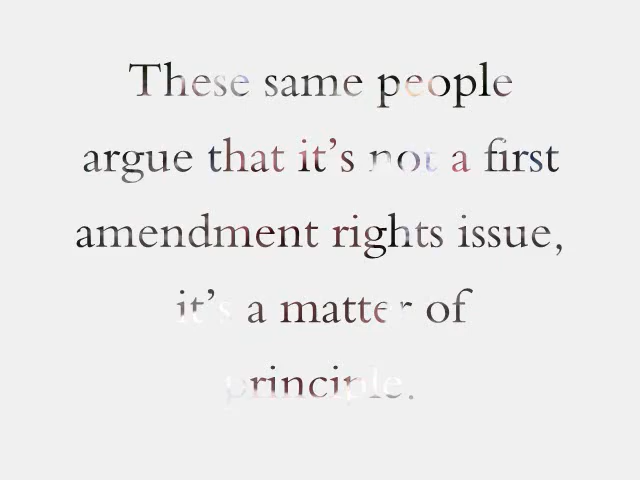 These same people
argue that it’s not a first
amendment rights issue,
it’s a matter of
principle.